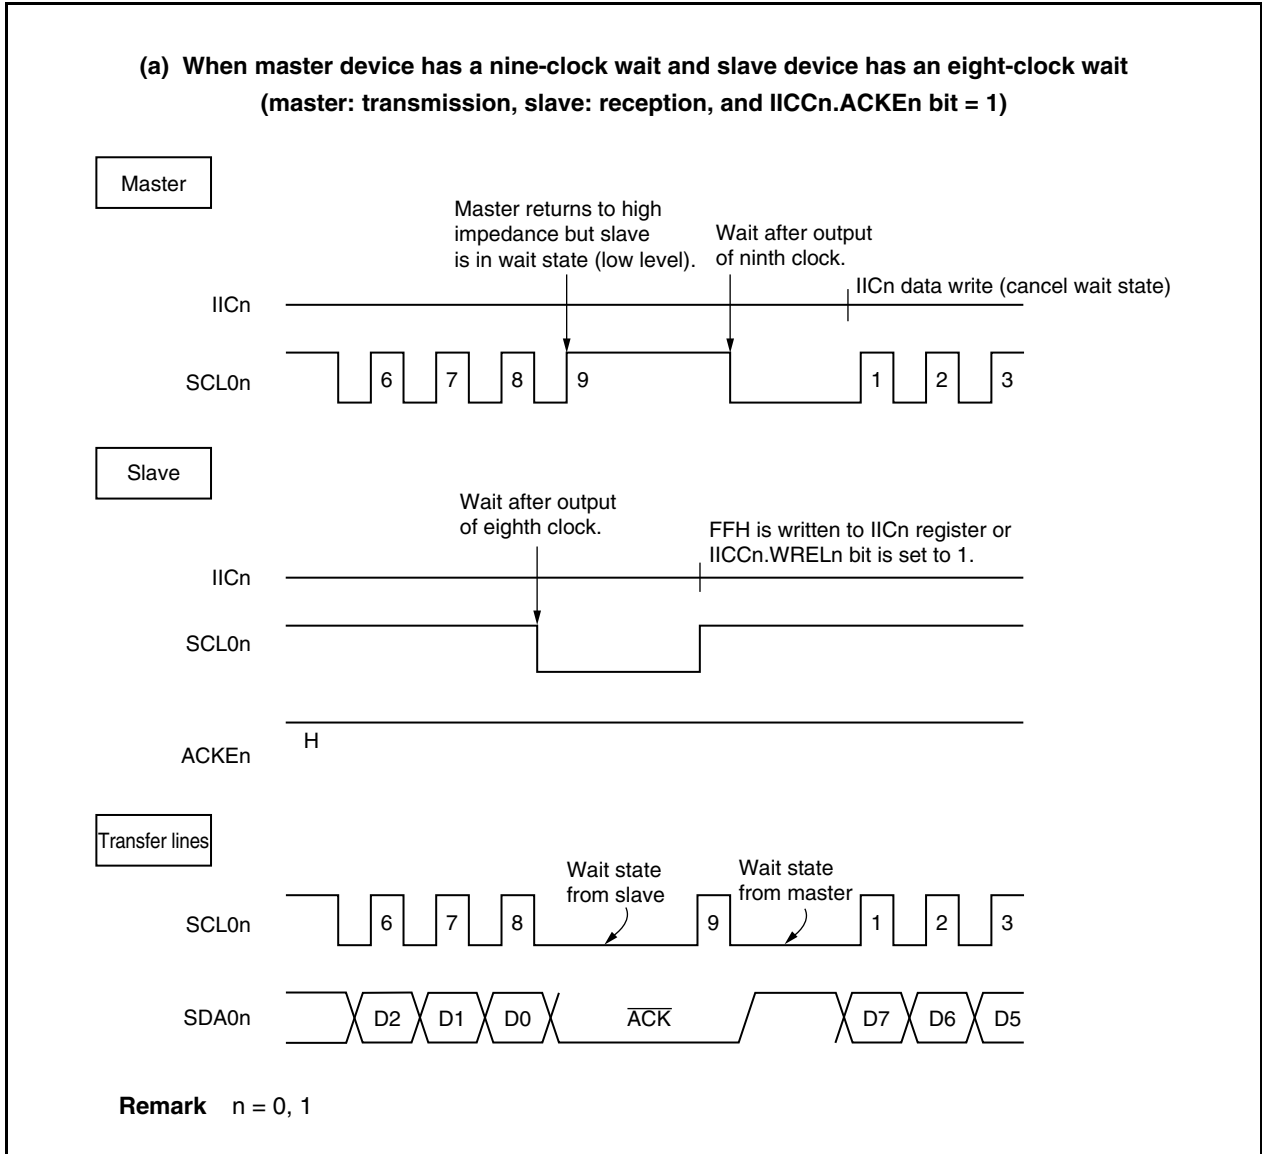 (a) When master device has a nine-clock wait and slave device has an eight-clock wait
(master: transmission, slave: reception, and IICCn.ACKEn bit = 1)
Master
Master returns to high
impedance but slave
is in wait state (low level).
Wait after output
of ninth clock.
IICn data write (cancel wait state)
IICn
SCL0n
6 7 8 9 1 2 3
Slave
Wait after output
of eighth clock.
FFH is written to IICn register or
IICCn.WRELn bit is set to 1.
IICn
SCL0n
H
ACKEn
Transfer lines
Wait state
from slave
Wait state
from master
SCL0n
6 7 8 9 1 2 3
SDA0n
D2 D1 D0 A̅C̅K̅ D7 D6 D5
Remark n = 0, 1